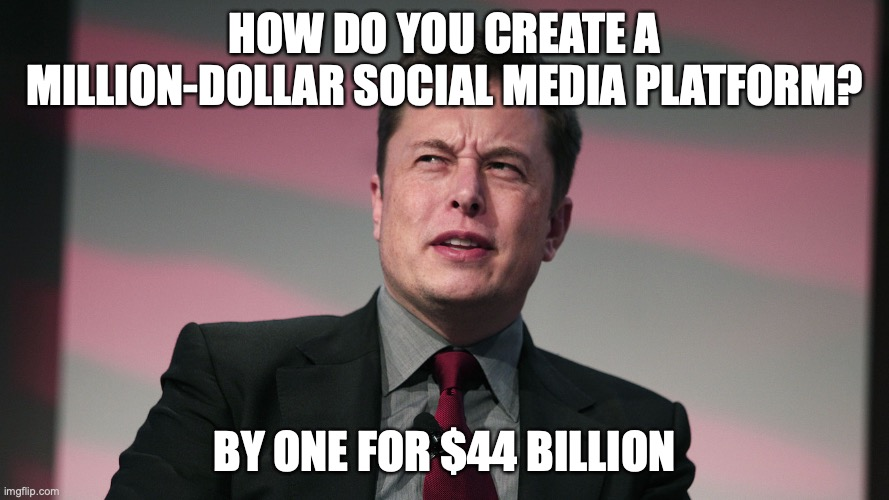 HOW DO YOU CREATE A
MILLION-DOLLAR SOCIAL MEDIA PLATFORM?
BY ONE FOR $44 BILLION
imgflip.com